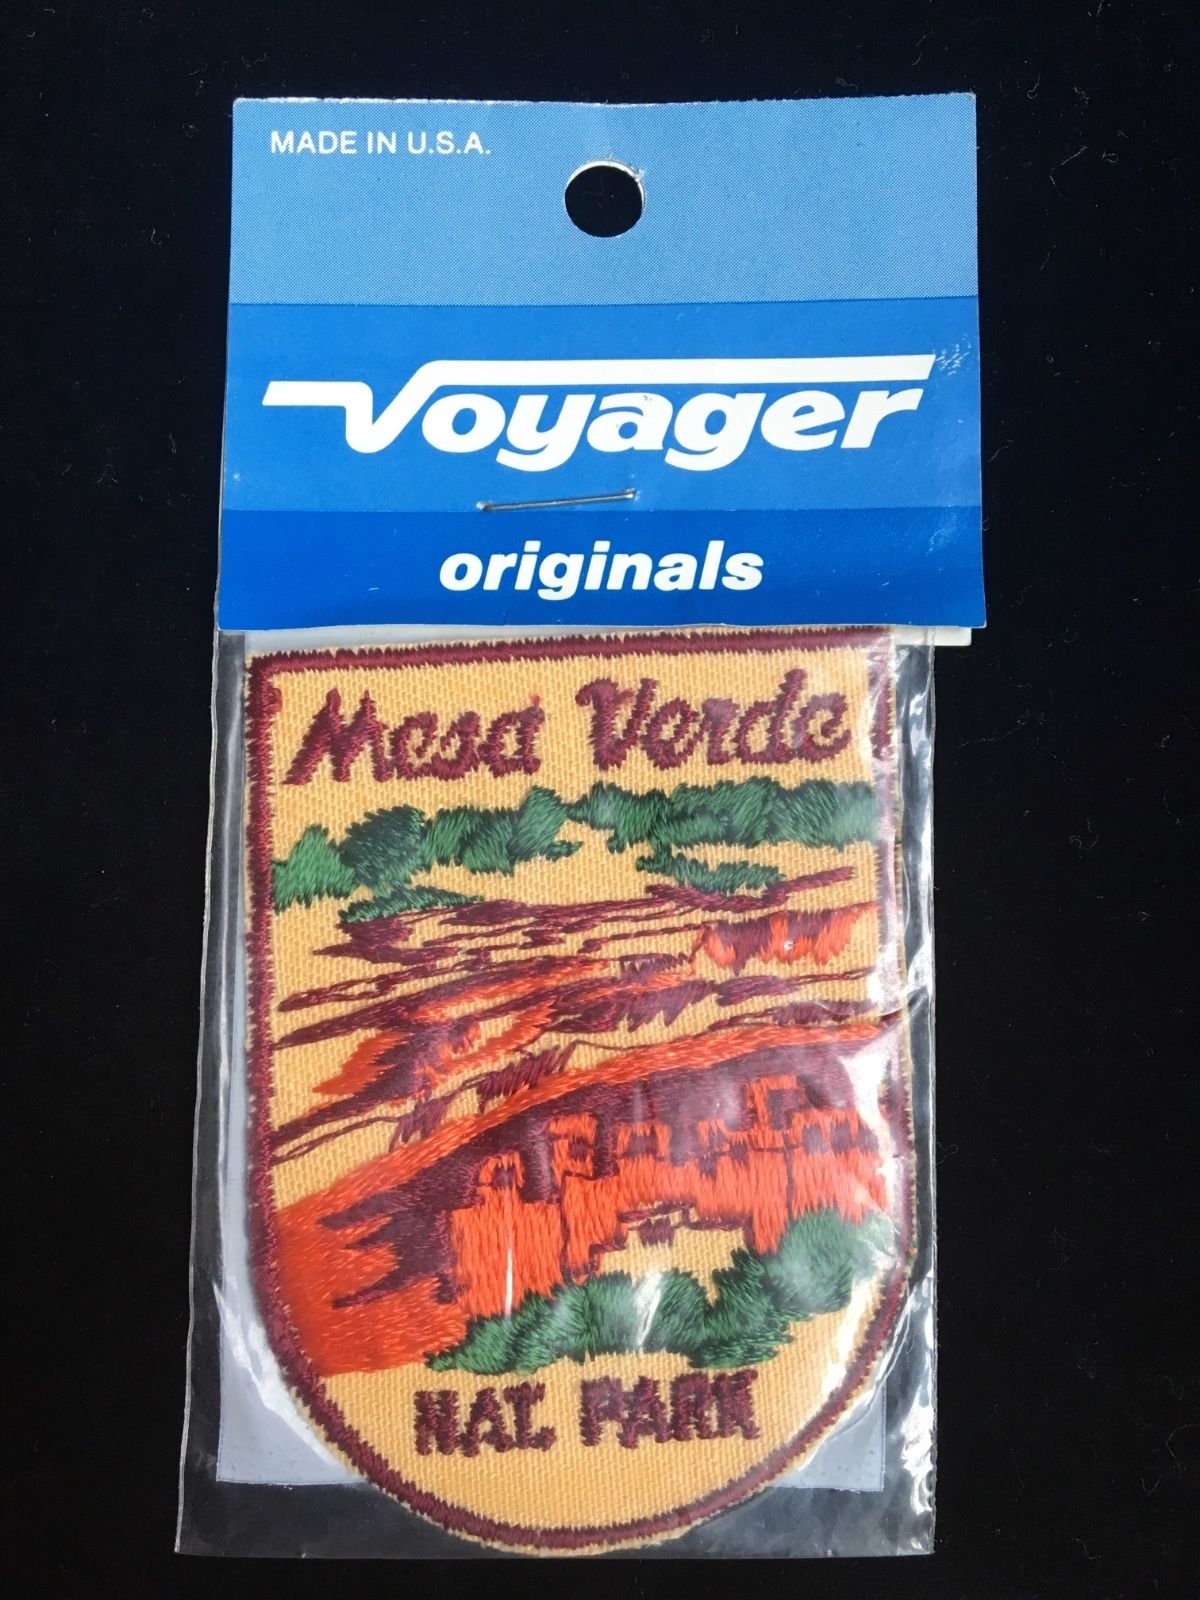 MADE IN U.S.A.
Voyager
originals
Mesa Verde
NAT. PARK